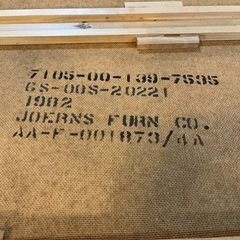 7105-00-139-7595
GS-00S-20221
1982
JOERNS FURN CO.
AA-F-001873/4A